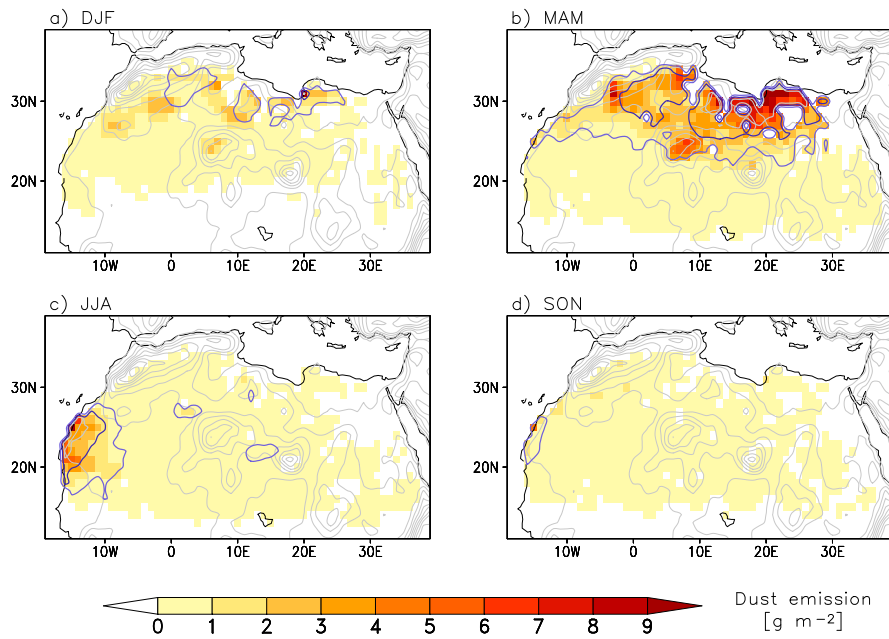 a) DJF
b) MAM
30N
20N
10W 0 10E 20E 30E
30N
20N
10W 0 10E 20E 30E
c) JJA
d) SON
30N
20N
10W 0 10E 20E 30E
30N
20N
10W 0 10E 20E 30E
0 1 2 3 4 5 6 7 8 9
Dust emission
[g m−2]